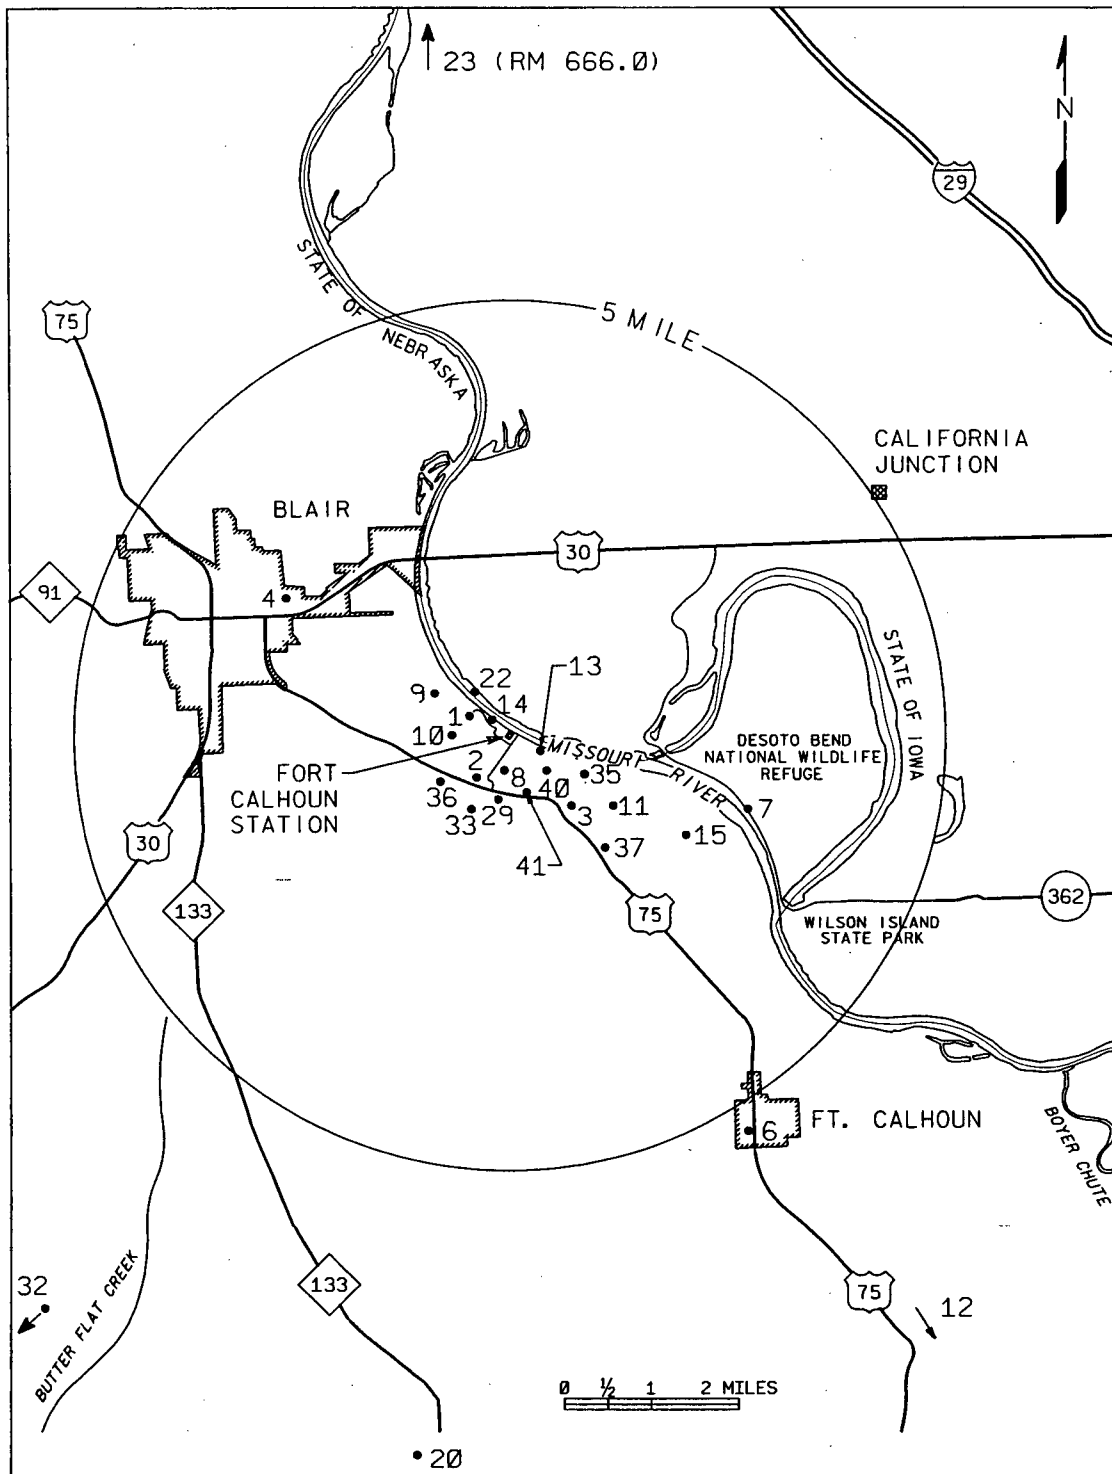 23 (RM 666.0)
N
29
STATE OF NEBRASKA
75
5 MILE
CALIFORNIA
JUNCTION
BLAIR
30
91
4
STATE OF IOWA
13
22
9
14
1
10
MISSOURI RIVER
DESOTO BEND
NATIONAL WILDLIFE
REFUGE
FORT
CALHOUN
STATION
2
8
40
35
36
33
29
3
11
7
15
37
41
30
133
75
362
WILSON ISLAND
STATE PARK
FT. CALHOUN
6
BOYER CHUTE
32
BUTTER FLAT CREEK
133
75
12
0 ½ 1 2 MILES
20